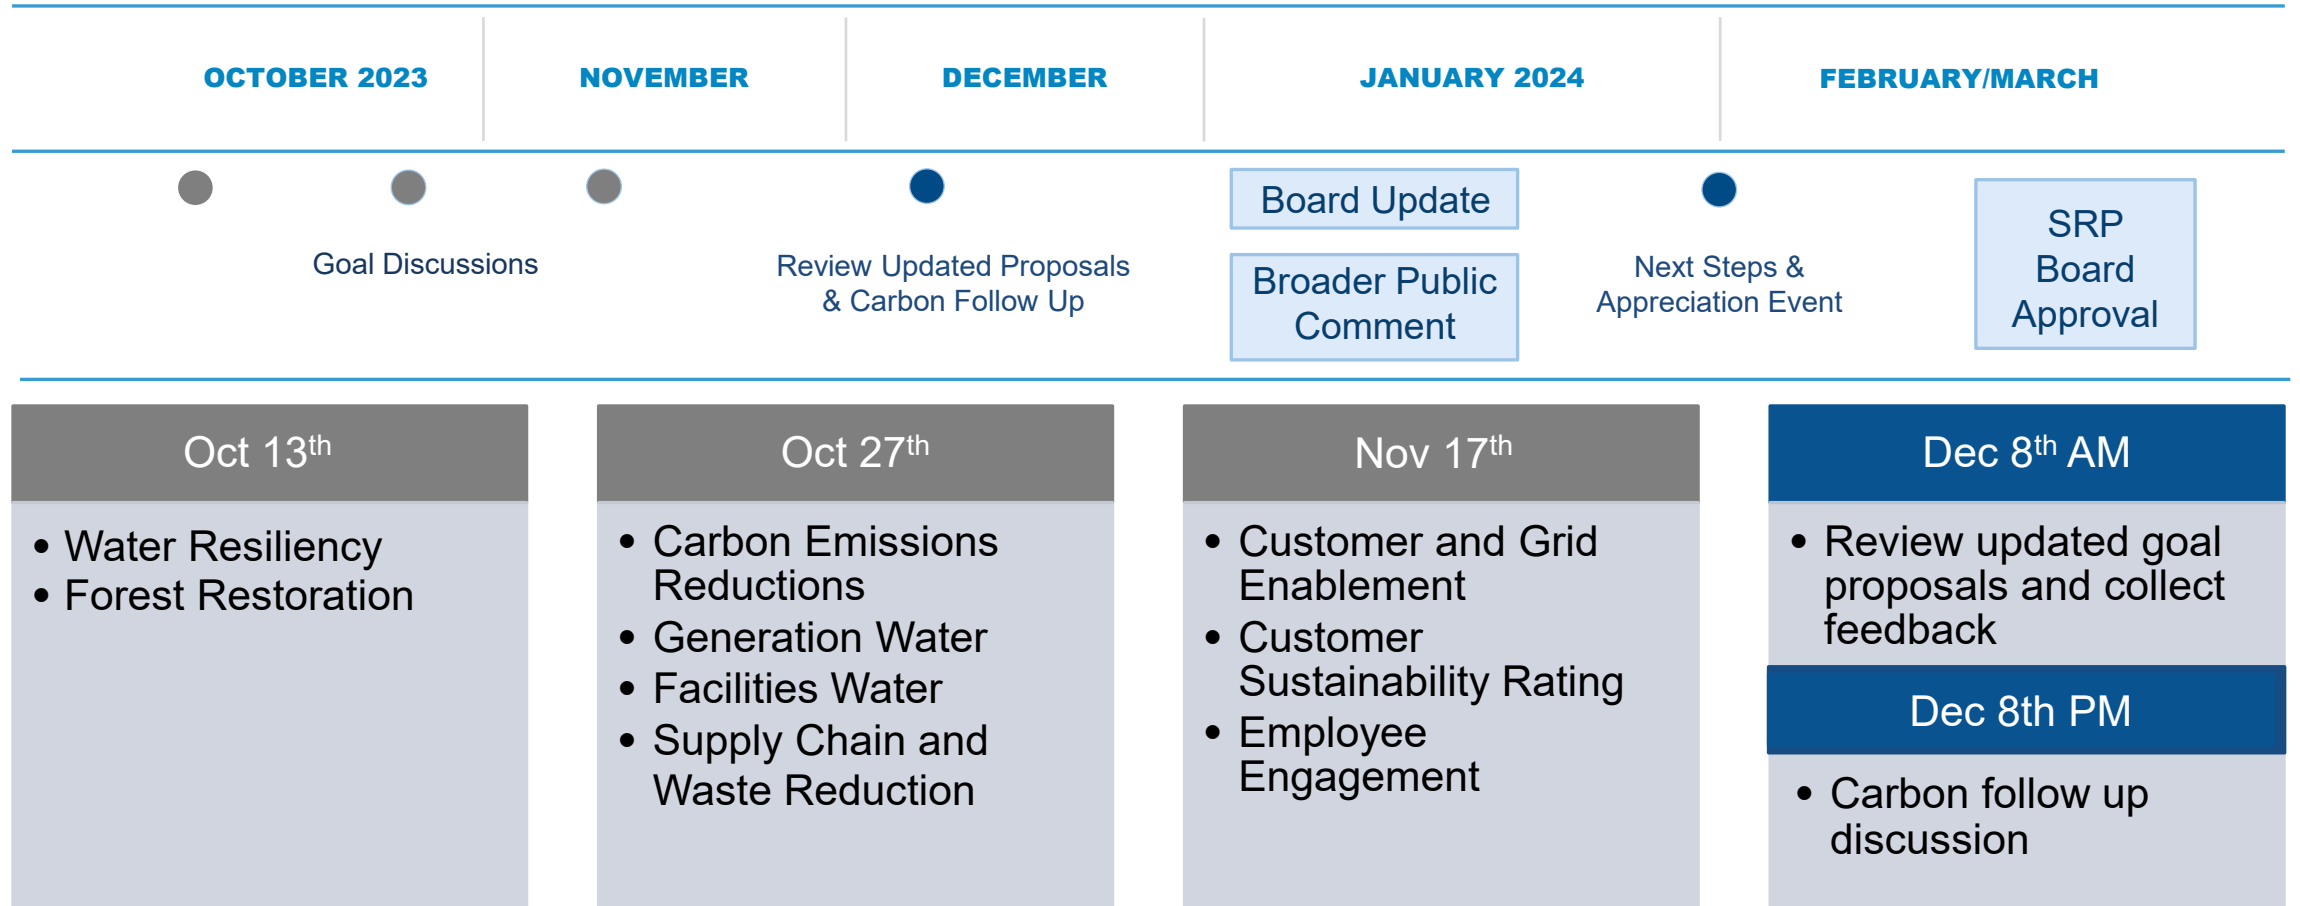 OCTOBER 2023
NOVEMBER
DECEMBER
JANUARY 2024
FEBRUARY/MARCH
Goal Discussions
Review Updated Proposals
& Carbon Follow Up
Board Update
Broader Public
Comment
Next Steps &
Appreciation Event
SRP
Board
Approval
Oct 13th
• Water Resiliency
• Forest Restoration
Oct 27th
• Carbon Emissions
Reductions
• Generation Water
• Facilities Water
• Supply Chain and
Waste Reduction
Nov 17th
• Customer and Grid
Enablement
• Customer
Sustainability Rating
• Employee
Engagement
Dec 8th AM
• Review updated goal
proposals and collect
feedback
Dec 8th PM
• Carbon follow up
discussion